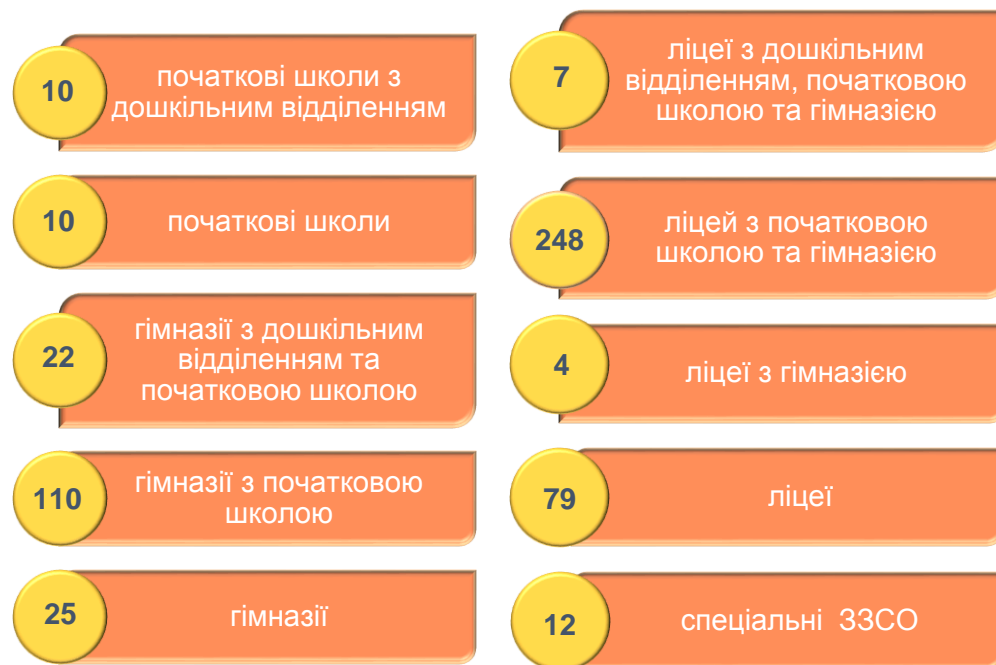 10
початкові школи з
дошкільним відділенням
10
початкові школи
22
гімназії з дошкільним
відділенням та
початковою школою
110
гімназії з початковою
школою
25
гімназії
7
ліцеї з дошкільним
відділенням, початковою
школою та гімназією
248
ліцей з початковою
школою та гімназією
4
ліцеї з гімназією
79
ліцеї
12
спеціальні ЗЗСО